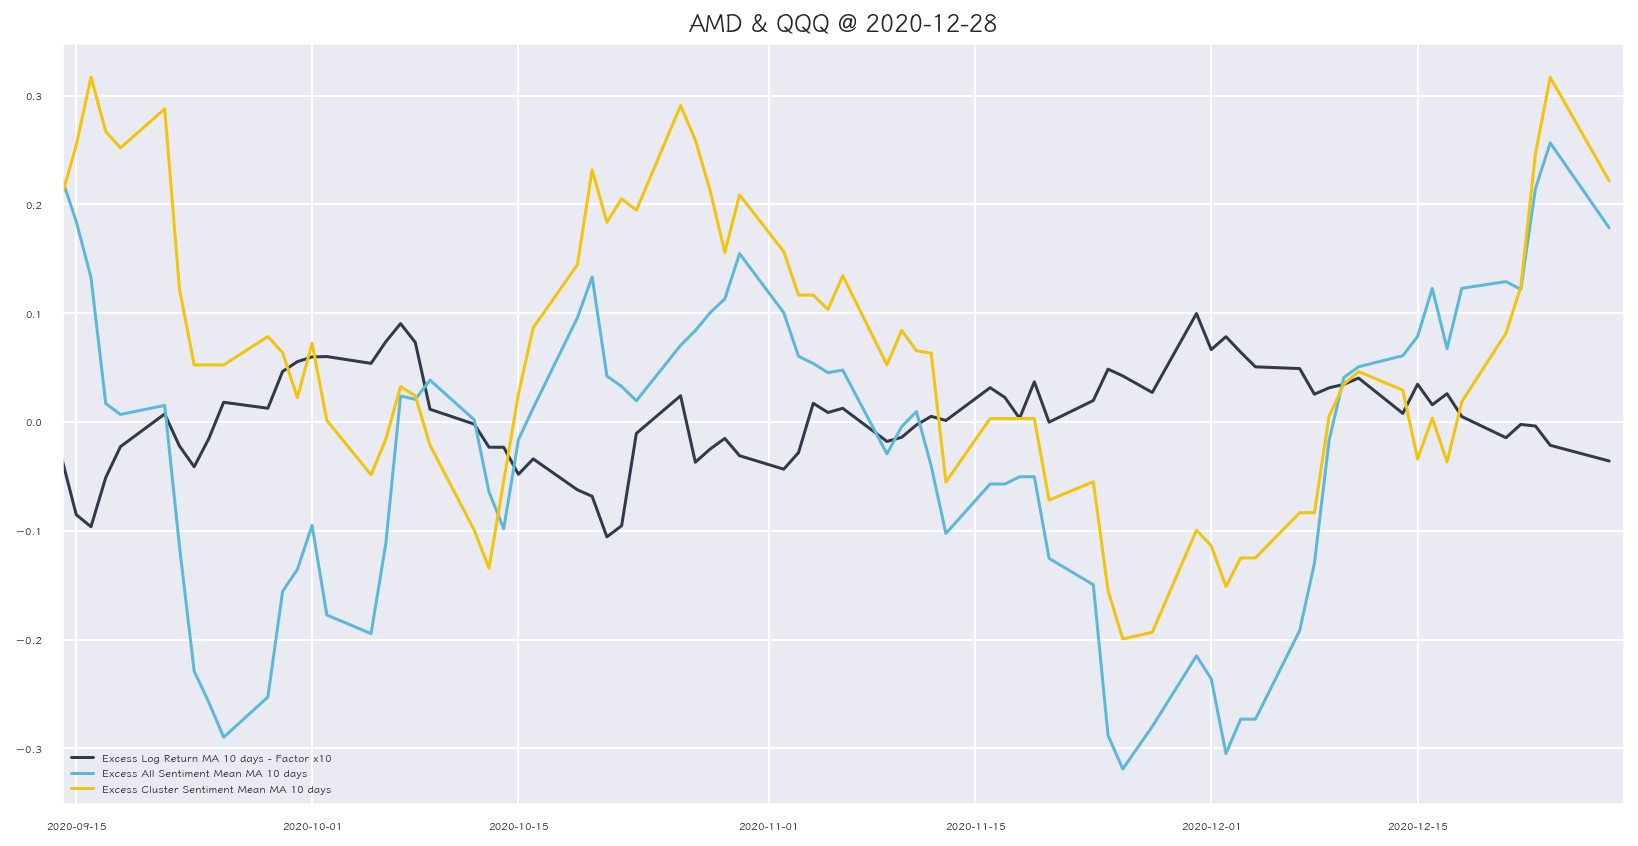 AMD & QQQ @ 2020-12-28
0.3
0.2
0.1
0.0
−0.1
−0.2
−0.3
Excess Log Return MA 10 days - Factor x10
Excess All Sentiment Mean MA 10 days
Excess Cluster Sentiment Mean MA 10 days
2020-09-15 2020-10-01 2020-10-15 2020-11-01 2020-11-15 2020-12-01 2020-12-15